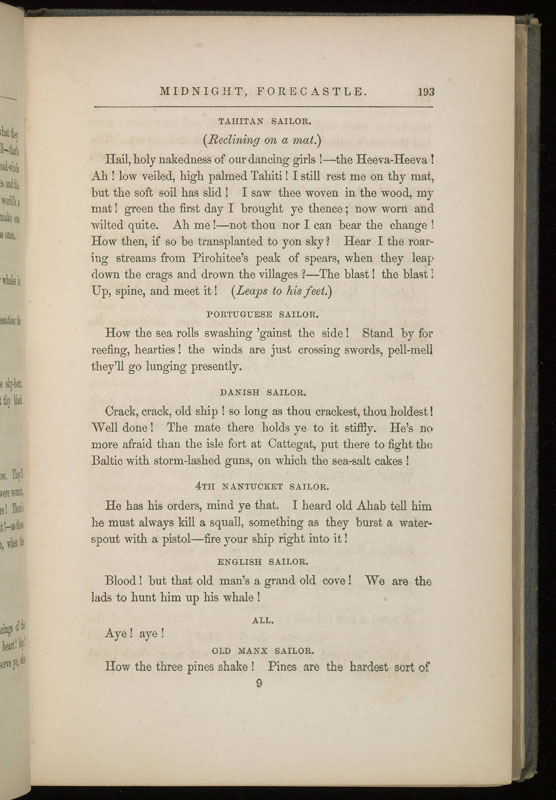 MIDNIGHT, FORECASTLE. 193
TAHITAN SAILOR.
(Reclining on a mat.)
Hail, holy nakedness of our dancing girls!—the Heeva-Heeva!
Ah! low veiled, high palmed Tahiti! I still rest me on thy mat,
but the soft soil has slid! I saw thee woven in the wood, my
mat! green the first day I brought ye thence; now worn and
wilted quite. Ah me!—not thou nor I can bear the change!
How then, if so be transplanted to yon sky? Hear I the roar-
ing streams from Pirohitee's peak of spears, when they leap
down the crags and drown the villages?—The blast! the blast!
Up, spine, and meet it! (Leaps to his feet.)
PORTUGUESE SAILOR.
How the sea rolls swashing 'gainst the side! Stand by for
reefing, hearties! the winds are just crossing swords, pell-mell
they'll go lunging presently.
DANISH SAILOR.
Crack, crack, old ship! so long as thou crackest, thou holdest!
Well done! The mate there holds ye to it stiffly. He's no
more afraid than the isle fort at Cattegat, put there to fight the
Baltic with storm-lashed guns, on which the sea-salt cakes!
4TH NANTUCKET SAILOR.
He has his orders, mind ye that. I heard old Ahab tell him
he must always kill a squall, something as they burst a water-
spout with a pistol—fire your ship right into it!
ENGLISH SAILOR.
Blood! but that old man's a grand old cove! We are the
lads to hunt him up his whale!
ALL.
Aye! aye!
OLD MANX SAILOR.
How the three pines shake! Pines are the hardest sort of
9